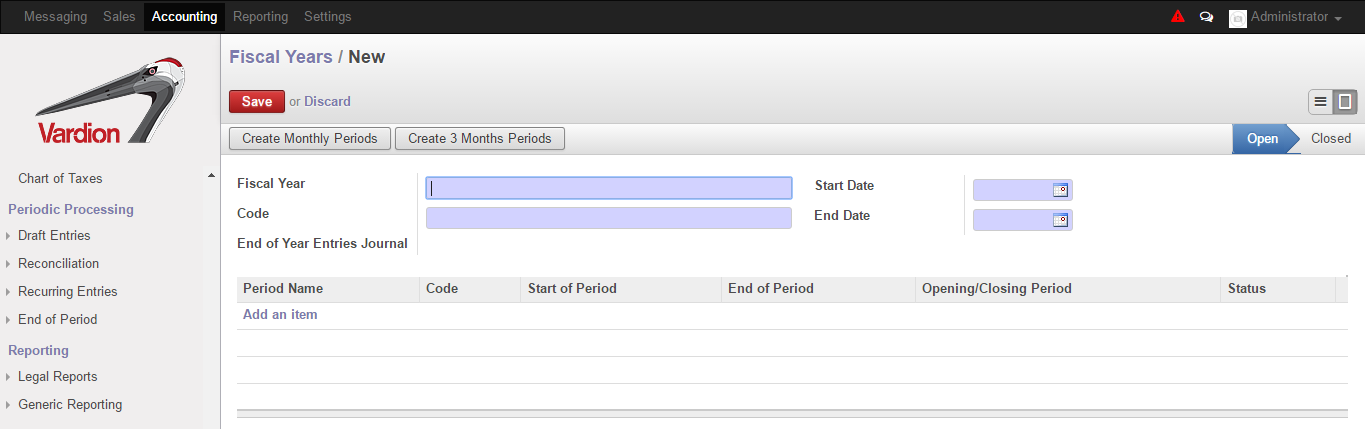 Messaging Sales Accounting Reporting Settings Administrator
Vardion
Fiscal Years / New
Save or Discard
Create Monthly Periods Create 3 Months Periods Open Closed
Chart of Taxes
Periodic Processing
Draft Entries
Reconciliation
Recurring Entries
End of Period
Reporting
Legal Reports
Generic Reporting
Fiscal Year Start Date
Code End Date
End of Year Entries Journal
Period Name Code Start of Period End of Period Opening/Closing Period Status
Add an item